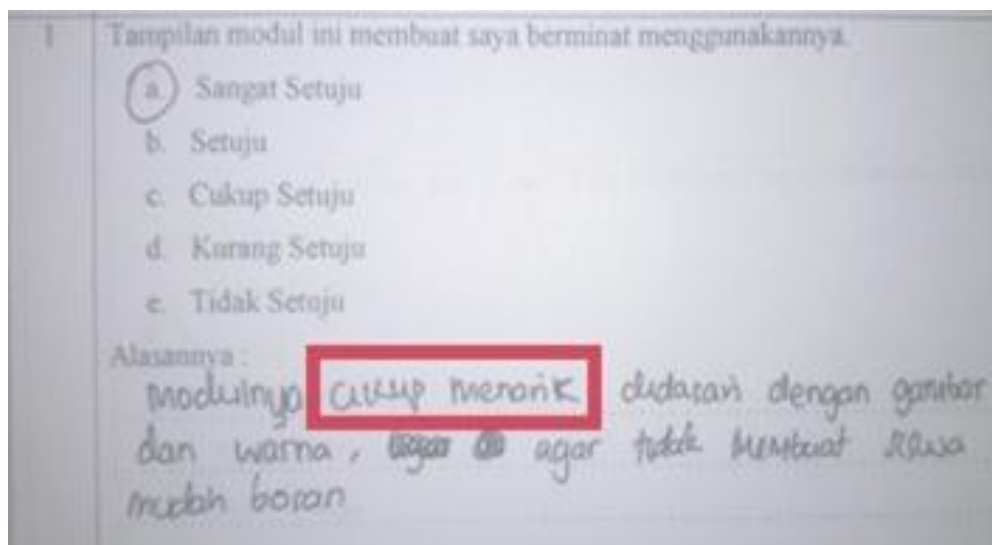 1 Tampilan modul ini membuat saya berminat menggunakannya.
a. Sangat Setuju
b. Setuju
c. Cukup Setuju
d. Kurang Setuju
e. Tidak Setuju
Alasannya :
modulnya cukup menarik dengan gambar
dan warna, agar tidak membuat siswa
mudah bosan